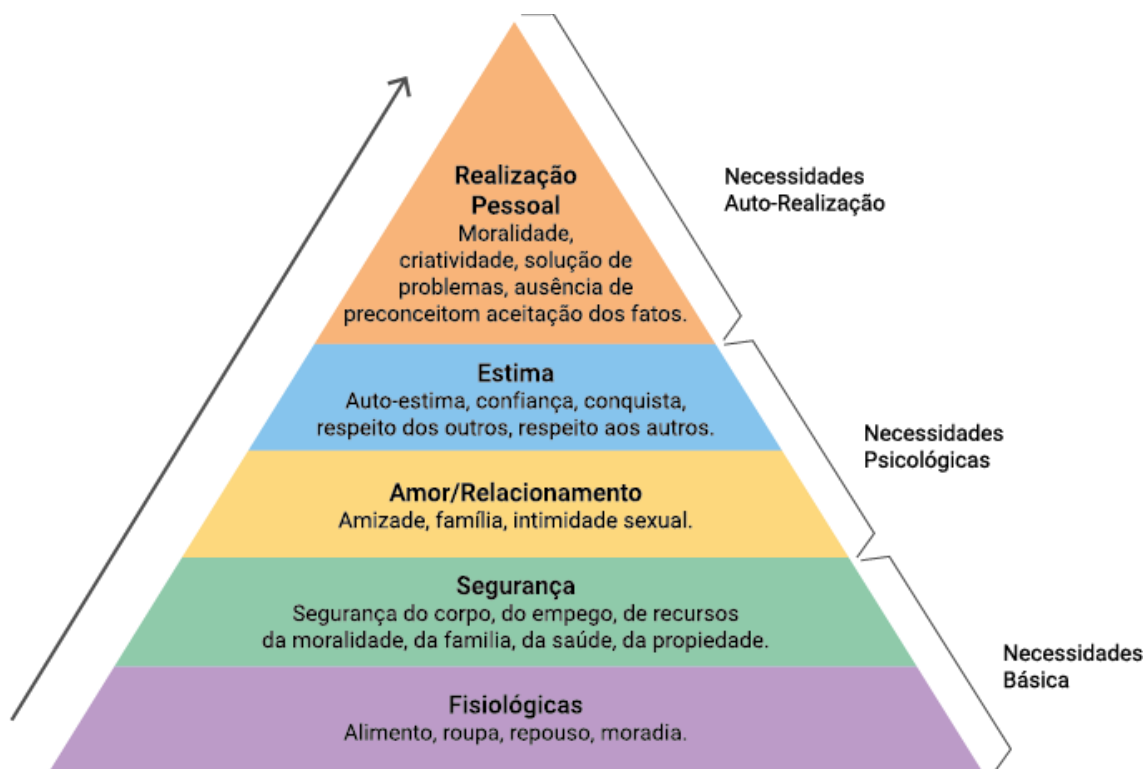 Realização
Pessoal
Moralidade,
criatividade, solução de
problemas, ausência de
preconceitom aceitação dos fatos.
Necessidades
Auto-Realização
Estima
Auto-estima, confiança, conquista,
respeito dos outros, respeito aos autros.
Necessidades
Psicológicas
Amor/Relacionamento
Amizade, família, intimidade sexual.
Segurança
Segurança do corpo, do empego, de recursos
da moralidade, da familia, da saúde, da propiedade.
Necessidades
Básica
Fisiológicas
Alimento, roupa, repouso, moradia.